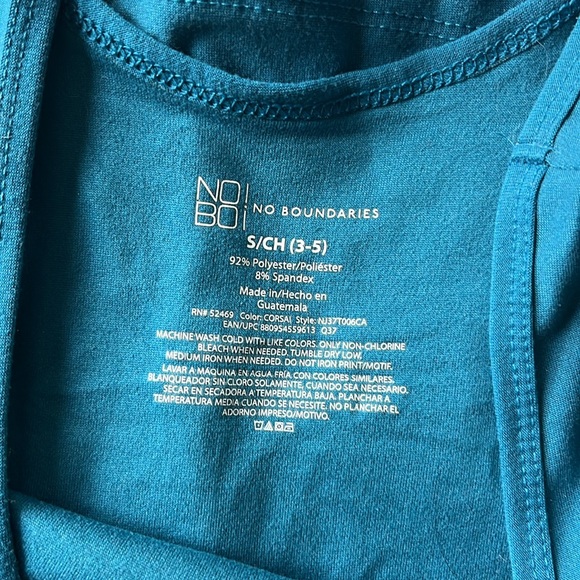 NO!
BO¡ NO BOUNDARIES
S/CH (3-5)
92% Polyester/Poliéster
8% Spandex
Made in/Hecho en
Guatemala
RN# 52469 Color: CORSAI Style: NJ37T006CA
EAN/UPC 880954559613 Q37
MACHINE WASH COLD WITH LIKE COLORS. ONLY NON-CHLORINE
BLEACH WHEN NEEDED. TUMBLE DRY LOW.
MEDIUM IRON WHEN NEEDED. DO NOT IRON PRINT/MOTIF.
LAVAR A MAQUINA EN AGUA FRÍA CON COLORES SIMILARES.
BLANQUEADOR SIN CLORO SOLAMENTE, CUANDO SEA NECESARIO.
SECAR EN SECADORA A TEMPERATURA BAJA. PLANCHAR A
TEMPERATURA MEDIA CUANDO SE NECESITE. NO PLANCHAR EL
ADORNO IMPRESO/MOTIVO.